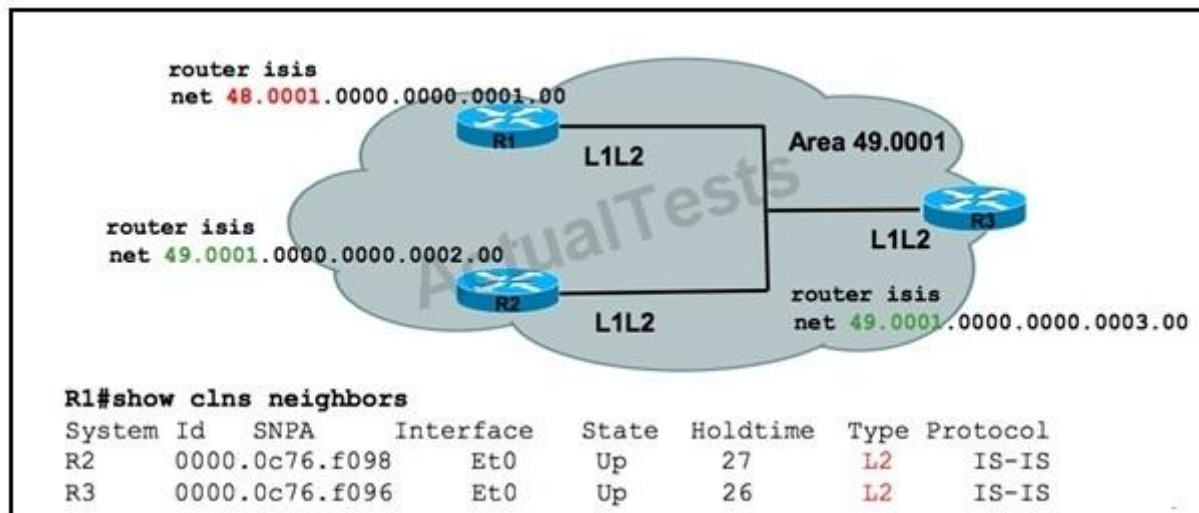 router isis
net 48.0001.0000.0000.0001.00
R1
L1L2
Area 49.0001
ActualTests
R3
L1L2
router isis
net 49.0001.0000.0000.0002.00
R2
L1L2
router isis
net 49.0001.0000.0000.0003.00
R1#show clns neighbors
System Id SNPA Interface State Holdtime Type Protocol
R2 0000.0c76.f098 Et0 Up 27 L2 IS-IS
R3 0000.0c76.f096 Et0 Up 26 L2 IS-IS